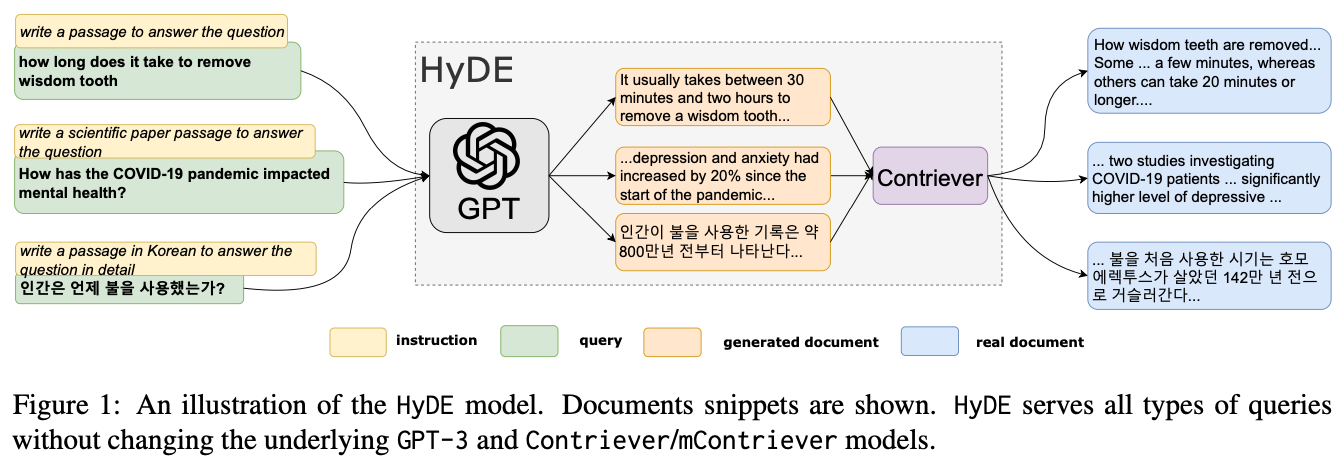 write a passage to answer the question
how long does it take to remove
wisdom tooth
write a scientific paper passage to answer
the question
How has the COVID-19 pandemic impacted
mental health?
write a passage in Korean to answer the
question in detail
인간은 언제 불을 사용했는가?
HyDE
GPT
It usually takes between 30
minutes and two hours to
remove a wisdom tooth...
...depression and anxiety had
increased by 20% since the
start of the pandemic...
인간이 불을 사용한 기록은 약
800만년 전부터 나타난다...
Contriever
How wisdom teeth are removed...
Some ... a few minutes, whereas
others can take 20 minutes or
longer....
... two studies investigating
COVID-19 patients ... significantly
higher level of depressive ...
... 불을 처음 사용한 시기는 호모
에렉투스가 살았던 142만 년 전으
로 거슬러간다...
instruction
query
generated document
real document
Figure 1: An illustration of the HyDE model. Documents snippets are shown. HyDE serves all types of queries
without changing the underlying GPT-3 and Contriever/mContriever models.